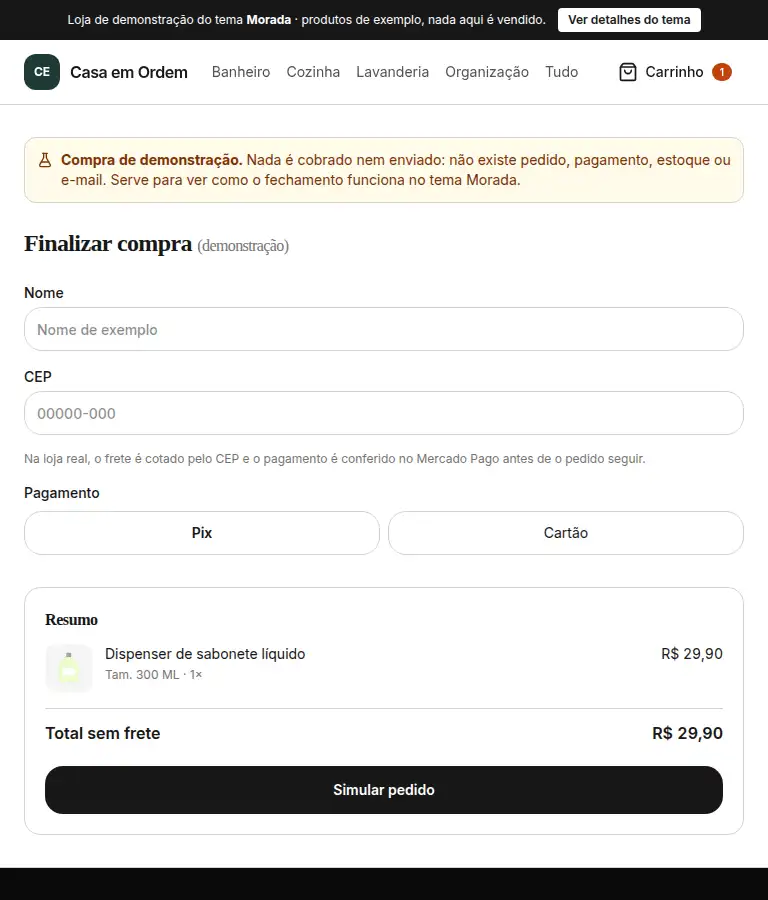 Loja de demonstração do tema Morada · produtos de exemplo, nada aqui é vendido. Ver detalhes do tema
CE Casa em Ordem Banheiro Cozinha Lavanderia Organização Tudo Carrinho 1
Compra de demonstração. Nada é cobrado nem enviado: não existe pedido, pagamento, estoque ou
e-mail. Serve para ver como o fechamento funciona no tema Morada.
Finalizar compra (demonstração)
Nome
Nome de exemplo
CEP
00000-000
Na loja real, o frete é cotado pelo CEP e o pagamento é conferido no Mercado Pago antes de o pedido seguir.
Pagamento
Pix Cartão
Resumo
Dispenser de sabonete líquido R$ 29,90
Tam. 300 ML · 1×
Total sem frete R$ 29,90
Simular pedido